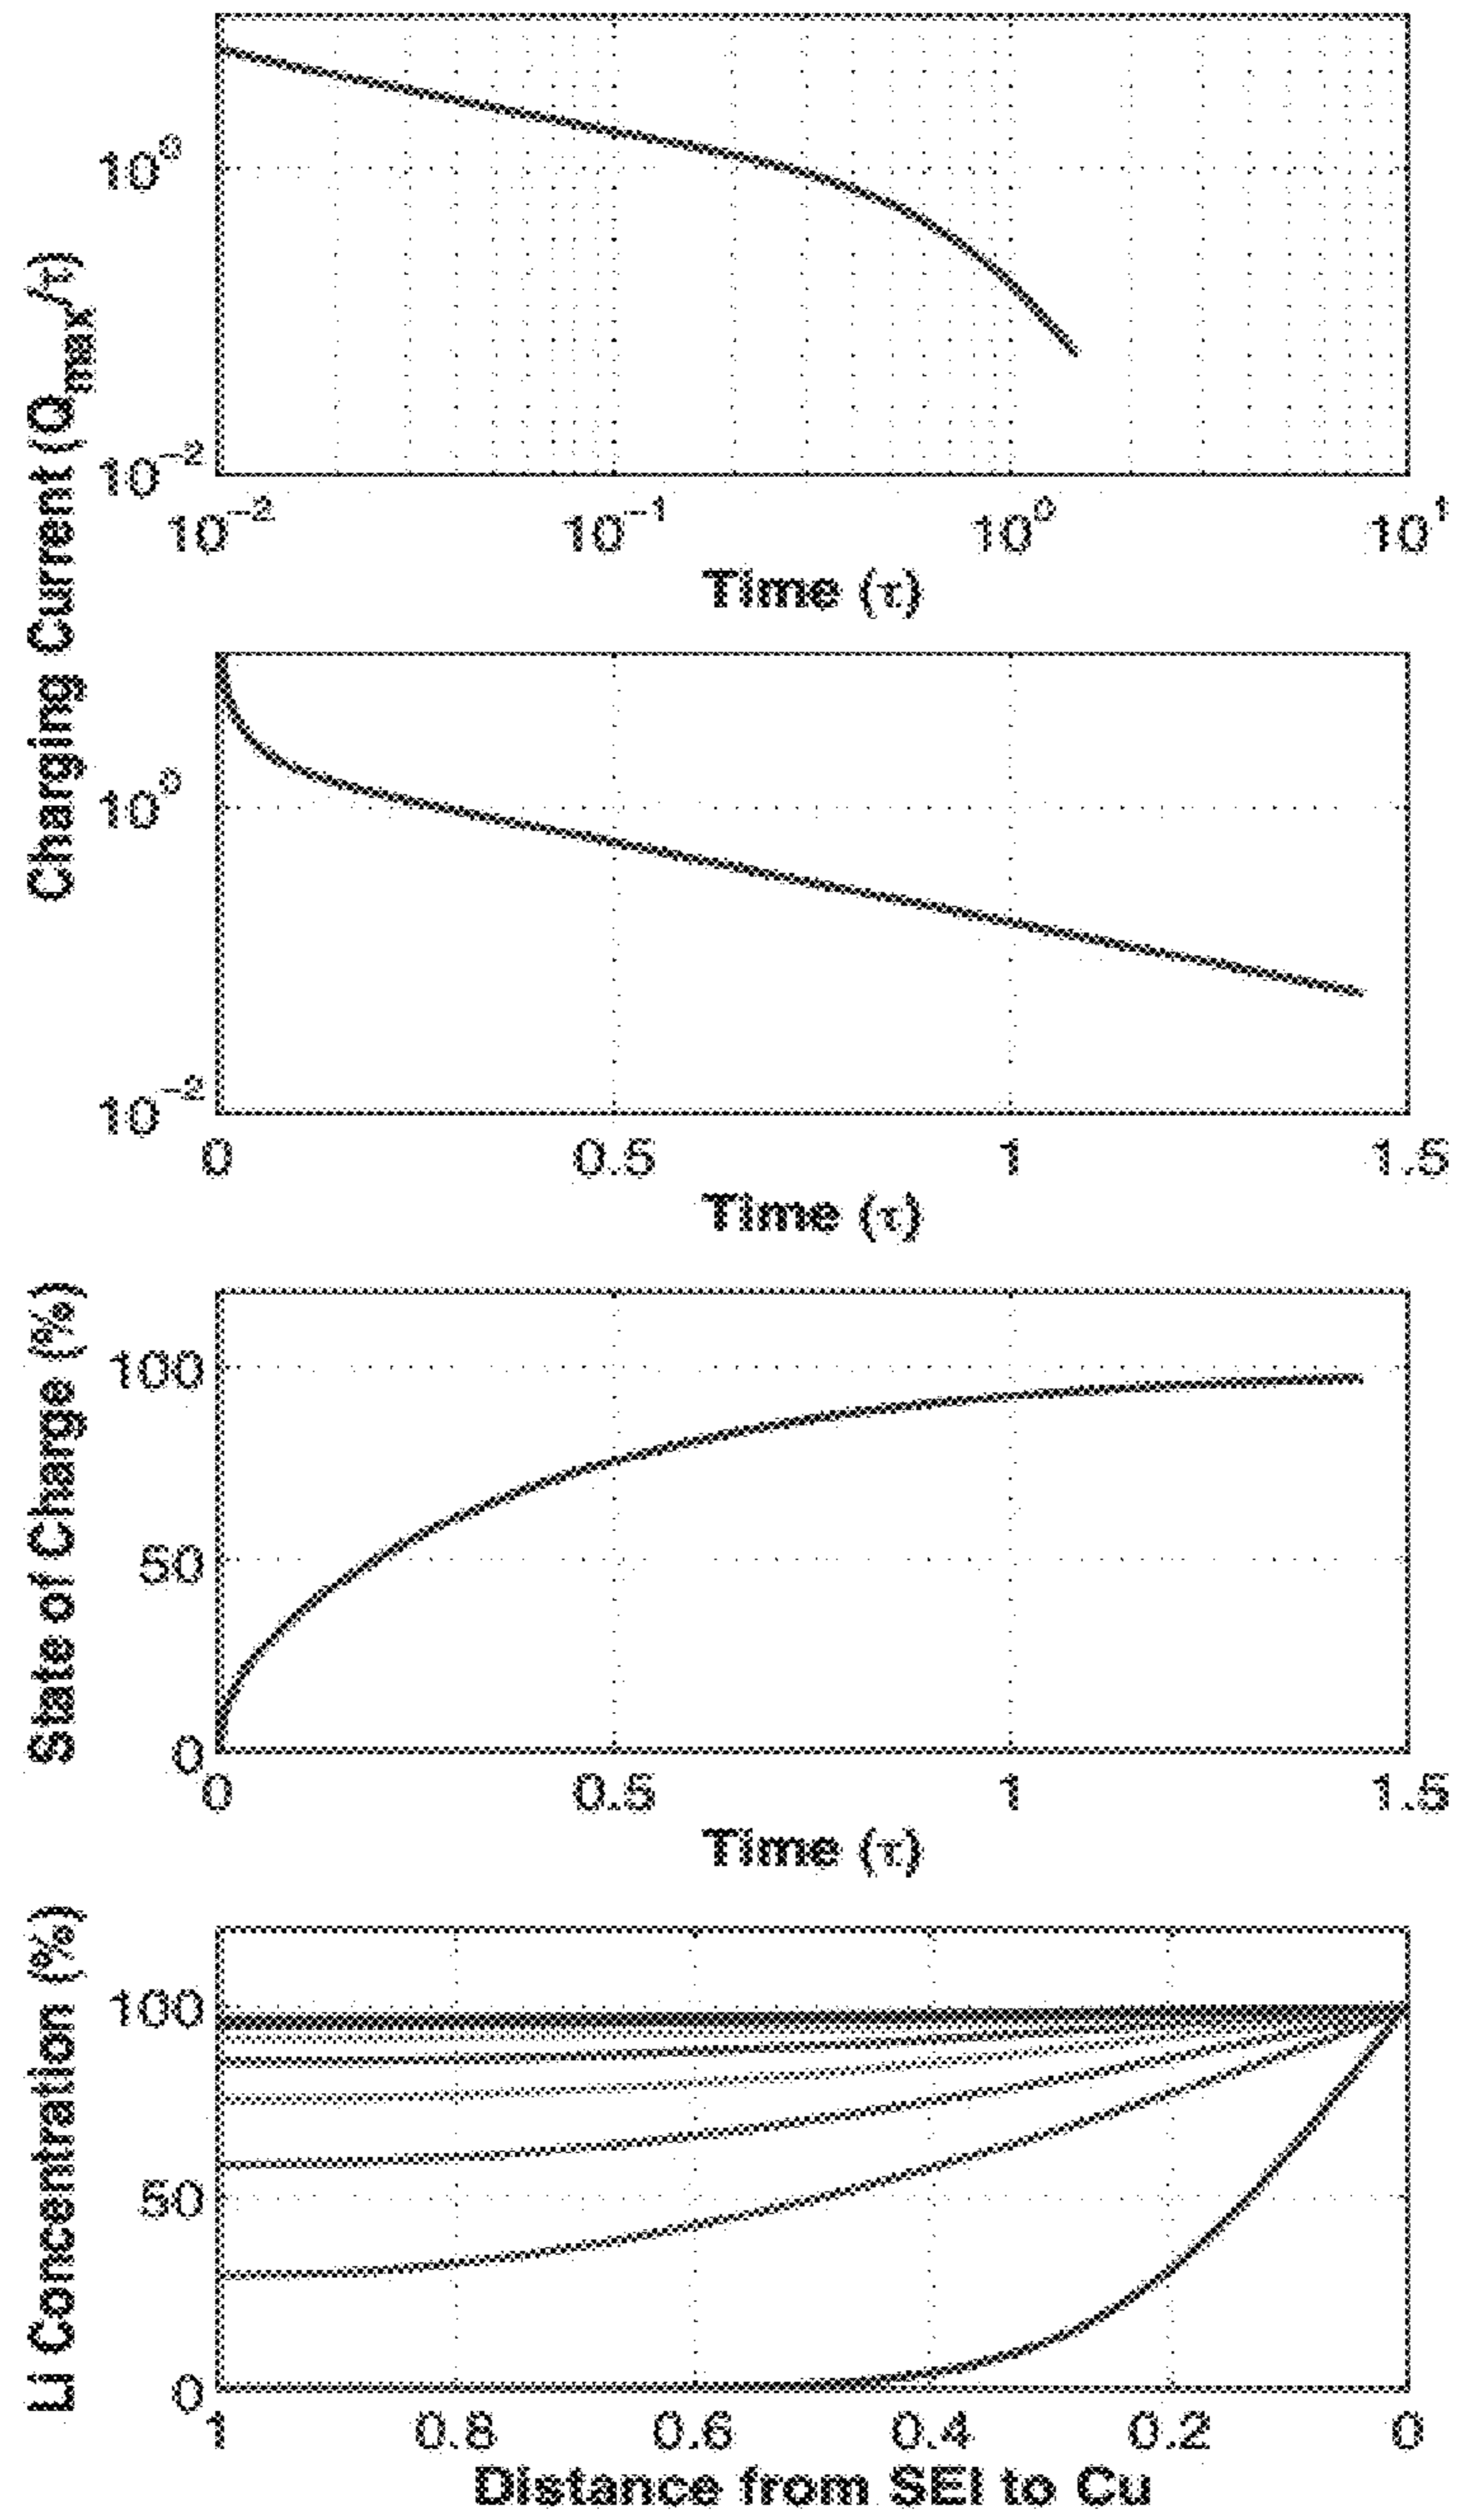 Charging Current (Q_max/τ)
10^0
10^-2
10^-2 10^-1 10^0 10^1
Time (τ)
10^0
10^-2
0 0.5 1 1.5
Time (τ)
State of Charge (%)
100
50
0
0 0.5 1 1.5
Time (τ)
Li Concentration (%)
100
50
0
1 0.8 0.6 0.4 0.2 0
Distance from SEI to Cu